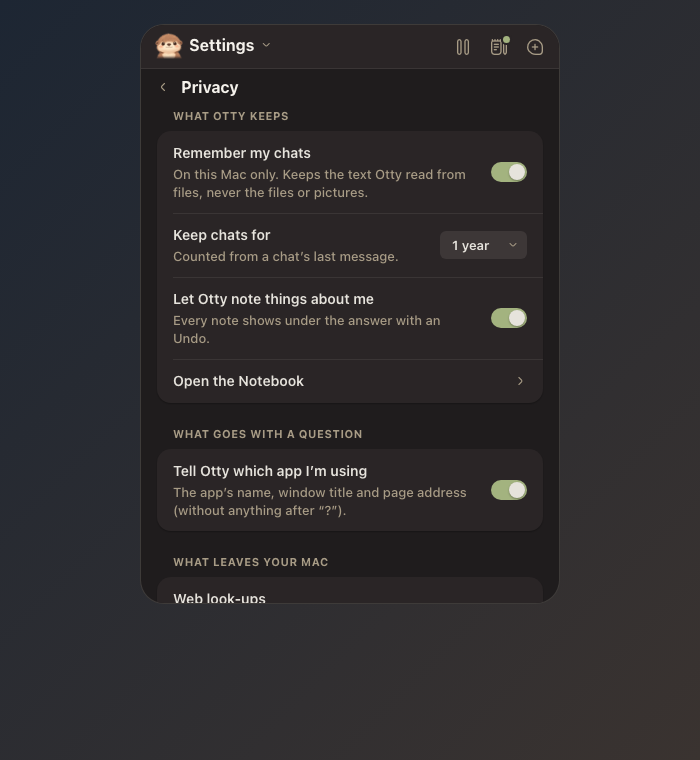 Settings
Privacy
WHAT OTTY KEEPS
Remember my chats
On this Mac only. Keeps the text Otty read from
files, never the files or pictures.
Keep chats for
1 year
Counted from a chat’s last message.
Let Otty note things about me
Every note shows under the answer with an
Undo.
Open the Notebook
WHAT GOES WITH A QUESTION
Tell Otty which app I’m using
The app’s name, window title and page address
(without anything after “?”).
WHAT LEAVES YOUR MAC
Web look-ups